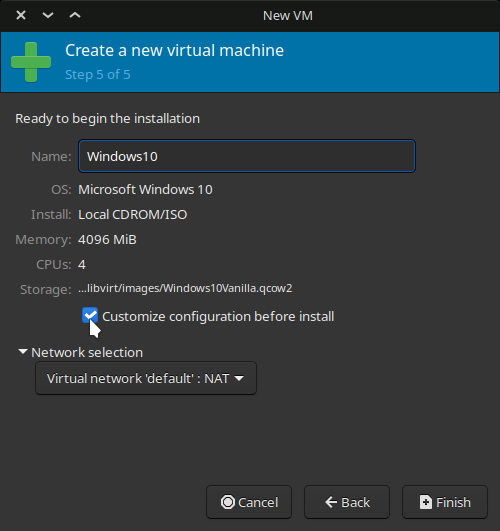 New VM
Create a new virtual machine
Step 5 of 5
Ready to begin the installation
Name: Windows10
OS: Microsoft Windows 10
Install: Local CDROM/ISO
Memory: 4096 MiB
CPUs: 4
Storage: ...libvirt/images/Windows10Vanilla.qcow2
Customize configuration before install
Network selection
Virtual network 'default' : NAT
Cancel Back Finish